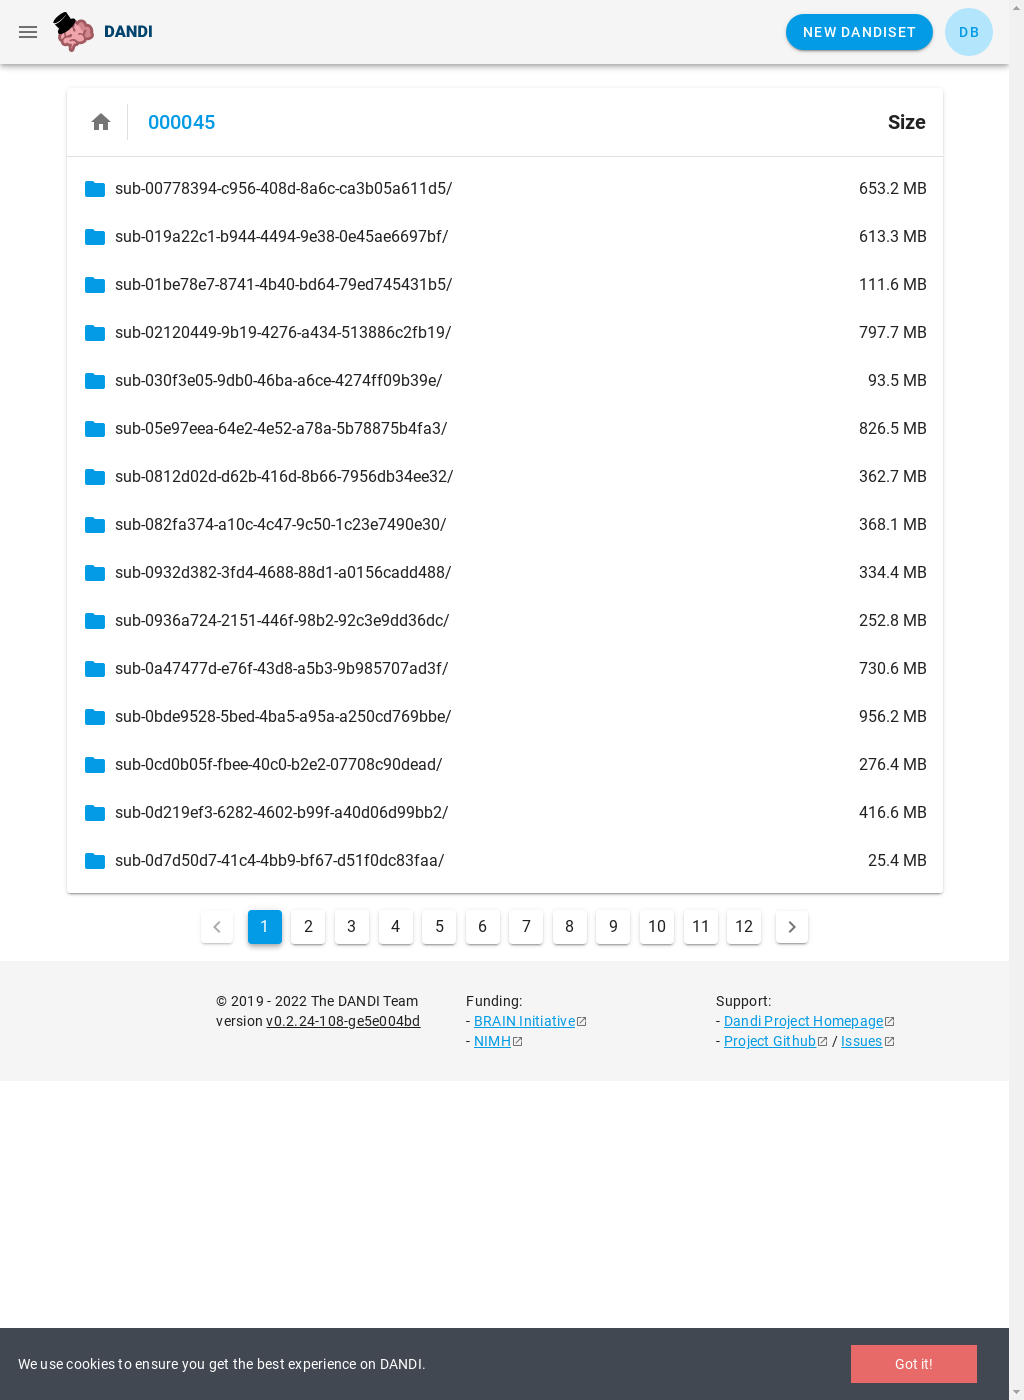 DANDI
NEW DANDISET
DB
000045
Size
sub-00778394-c956-408d-8a6c-ca3b05a611d5/ 653.2 MB
sub-019a22c1-b944-4494-9e38-0e45ae6697bf/ 613.3 MB
sub-01be78e7-8741-4b40-bd64-79ed745431b5/ 111.6 MB
sub-02120449-9b19-4276-a434-513886c2fb19/ 797.7 MB
sub-030f3e05-9db0-46ba-a6ce-4274ff09b39e/ 93.5 MB
sub-05e97eea-64e2-4e52-a78a-5b78875b4fa3/ 826.5 MB
sub-0812d02d-d62b-416d-8b66-7956db34ee32/ 362.7 MB
sub-082fa374-a10c-4c47-9c50-1c23e7490e30/ 368.1 MB
sub-0932d382-3fd4-4688-88d1-a0156cadd488/ 334.4 MB
sub-0936a724-2151-446f-98b2-92c3e9dd36dc/ 252.8 MB
sub-0a47477d-e76f-43d8-a5b3-9b985707ad3f/ 730.6 MB
sub-0bde9528-5bed-4ba5-a95a-a250cd769bbe/ 956.2 MB
sub-0cd0b05f-fbee-40c0-b2e2-07708c90dead/ 276.4 MB
sub-0d219ef3-6282-4602-b99f-a40d06d99bb2/ 416.6 MB
sub-0d7d50d7-41c4-4bb9-bf67-d51f0dc83faa/ 25.4 MB
1 2 3 4 5 6 7 8 9 10 11 12
© 2019 - 2022 The DANDI Team
version v0.2.24-108-ge5e004bd
Funding:
- BRAIN Initiative
- NIMH
Support:
- Dandi Project Homepage
- Project Github / Issues
We use cookies to ensure you get the best experience on DANDI.
Got it!